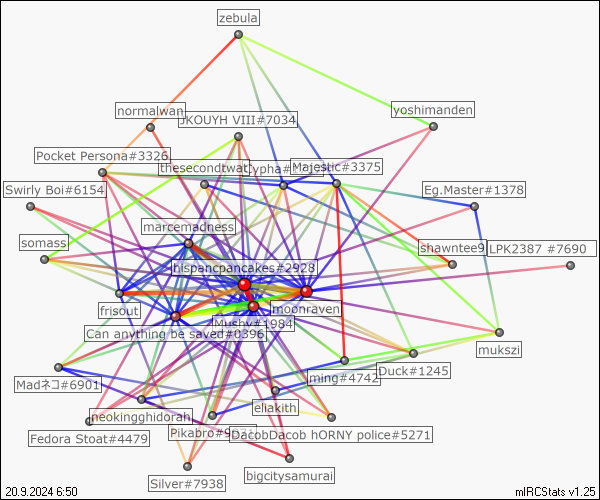 zebula
normalwan
yoshimanden
JKOUYH VIII#7034
Pocket Persona#3326
thesecondtwat
Majestic#3375
Swirly Boi#6154
Eg.Master#1378
marcemadness
somass
shawntee9
LPK2387 #7690
hispancpancakes#2928
frisout
moonraven
Mushy#1984
Can anything be saved#0396
mukszi
ming#4742
Duck#1245
Madネコ#6901
eliakith
neokingghidorah
Fedora Stoat#4479
DacobDacob hORNY police#5271
bigcitysamurai
Silver#7938
20.9.2024 6:50
mIRCStats v1.25